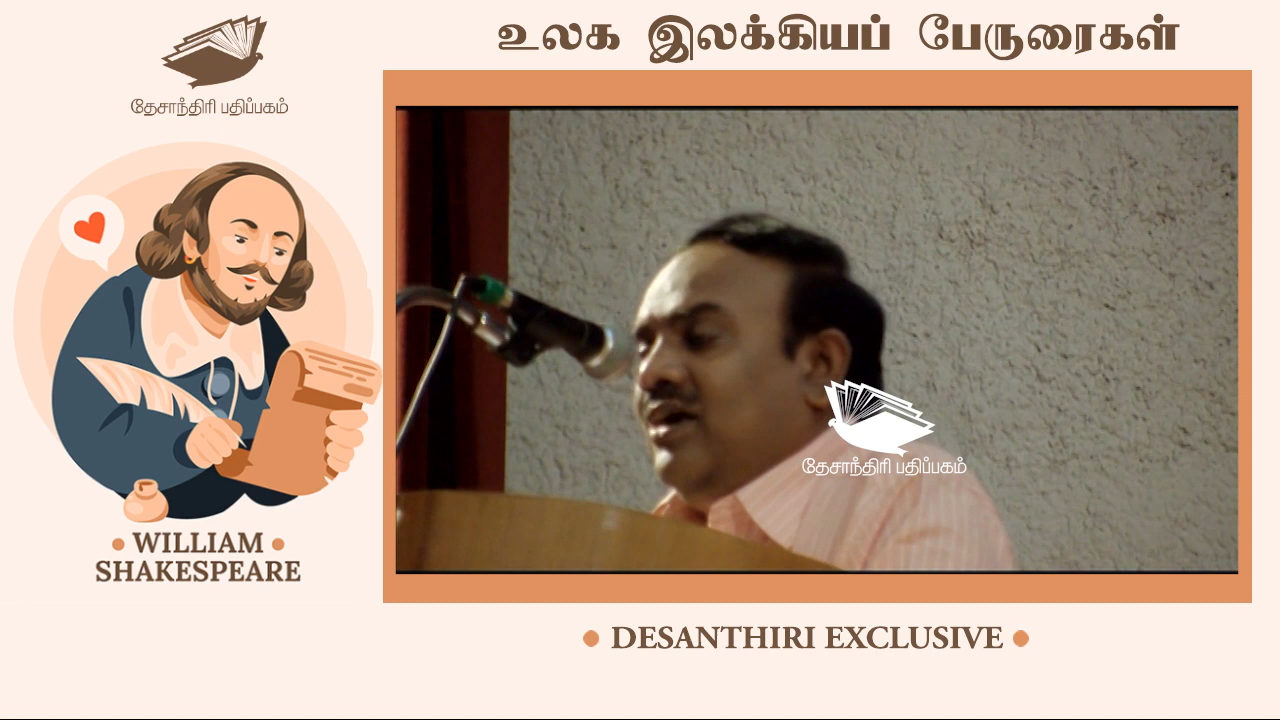 உலக இலக்கியப் பேருரைகள்
தேசாந்திரி பதிப்பகம்
தேசாந்திரி பதிப்பகம்
WILLIAM
SHAKESPEARE
DESANTHIRI EXCLUSIVE